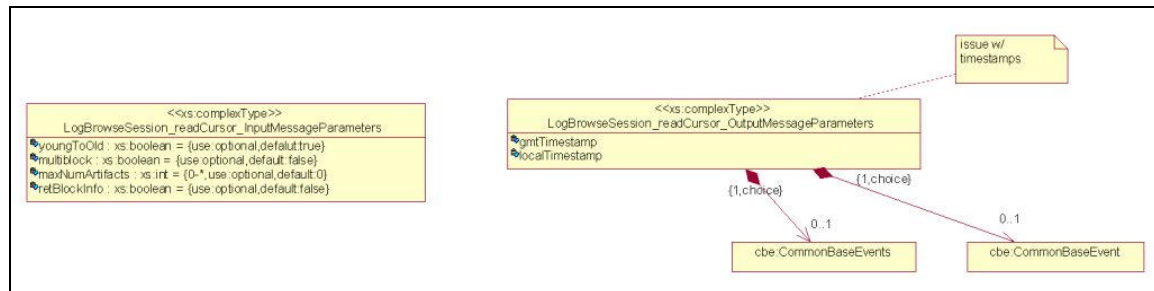 issue w/
timestamps
<<xs:complexType>>
LogBrowseSession_readCursor_InputMessageParameters
youngToOld : xs:boolean = {use:optional,defalut:true}
multiblock : xs:boolean = {use:optional,default:false}
maxNumArtifacts : xs:int = {0-*,use:optional,default:0}
retBlockInfo : xs:boolean = {use:optional,default:false}
<<xs:complexType>>
LogBrowseSession_readCursor_OutputMessageParameters
gmtTimestamp
localTimestamp
{1,choice}
{1,choice}
0..1
0..1
cbe:CommonBaseEvents
cbe:CommonBaseEvent